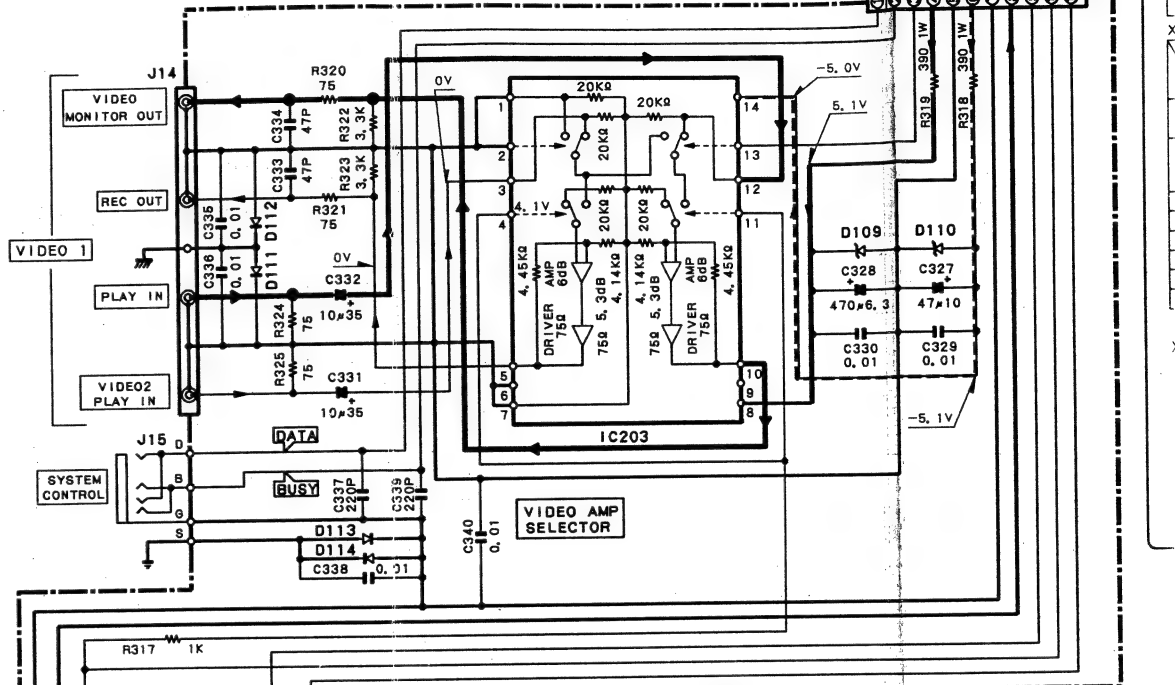 J14
VIDEO
MONITOR OUT
REC OUT
VIDEO 1
PLAY IN
VIDEO2
PLAY IN
R320
75
C334
47P
R322
3.3K
C333
47P
R323
3.3K
R321
75
C335
0.01
D112
C336
0.01
D111
0V
C332
10μ35
R324
75
R325
75
C331
10μ35
0V
4.1V
1
2
3
4
5
6
7
14
13
12
11
10
9
8
20KΩ
20KΩ
20KΩ
20KΩ
20KΩ
4.45KΩ
AMP
6dB
5.3dB
4.14KΩ
4.14KΩ
5.3dB
AMP
6dB
4.45KΩ
DRIVER
75Ω
75Ω
75Ω
DRIVER
75Ω
IC203
-5.0V
5.1V
390 1W
R319
390 1W
R318
D109
D110
C328
470μ6.3
C327
47μ10
C330
0.01
C329
0.01
-5.1V
J15
D
B
G
S
DATA
BUSY
SYSTEM
CONTROL
C337
220P
C339
220P
D113
D114
C338
0.01
C340
0.01
VIDEO AMP
SELECTOR
R317
1K